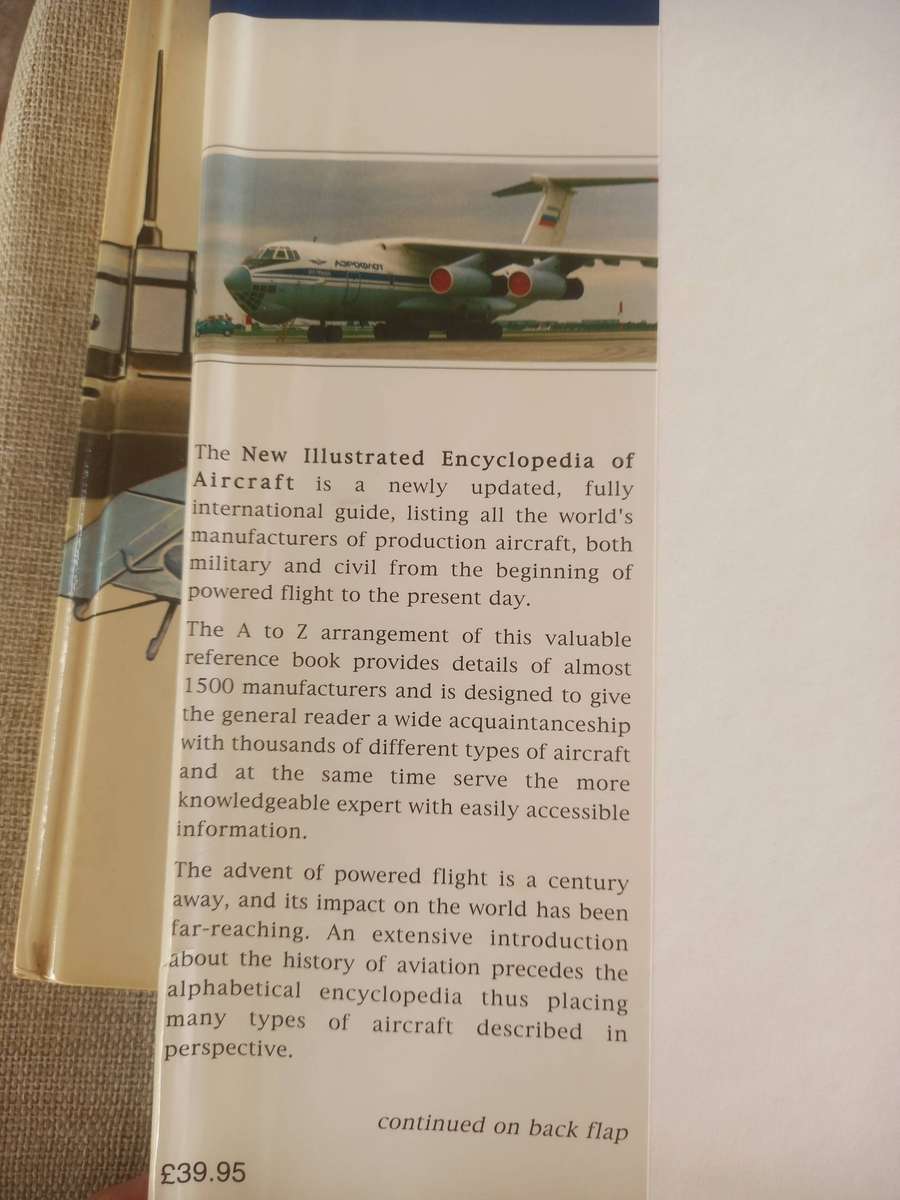 АЭРОФЛОТ
The New Illustrated Encyclopedia of
Aircraft is a newly updated, fully
international guide, listing all the world's
manufacturers of production aircraft, both
military and civil from the beginning of
powered flight to the present day.
The A to Z arrangement of this valuable
reference book provides details of almost
1500 manufacturers and is designed to give
the general reader a wide acquaintanceship
with thousands of different types of aircraft
and at the same time serve the more
knowledgeable expert with easily accessible
information.
The advent of powered flight is a century
away, and its impact on the world has been
far-reaching. An extensive introduction
about the history of aviation precedes the
alphabetical encyclopedia thus placing
many types of aircraft described in
perspective.
continued on back flap
£39.95